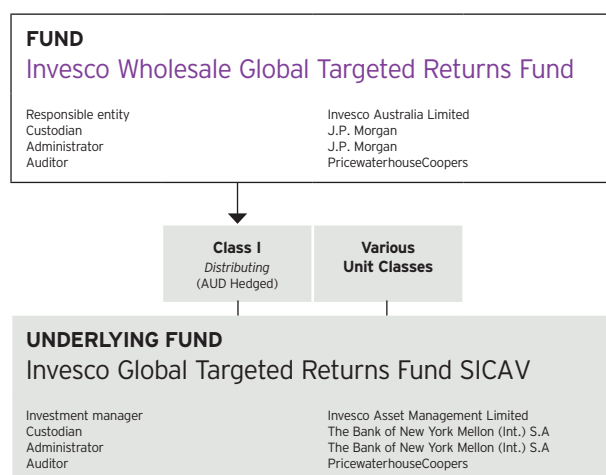 FUND
Invesco Wholesale Global Targeted Returns Fund
Responsible entity Invesco Australia Limited
Custodian J.P. Morgan
Administrator J.P. Morgan
Auditor PricewaterhouseCoopers
Class I
Distributing
(AUD Hedged)
Various
Unit Classes
UNDERLYING FUND
Invesco Global Targeted Returns Fund SICAV
Investment manager Invesco Asset Management Limited
Custodian The Bank of New York Mellon (Int.) S.A
Administrator The Bank of New York Mellon (Int.) S.A
Auditor PricewaterhouseCoopers